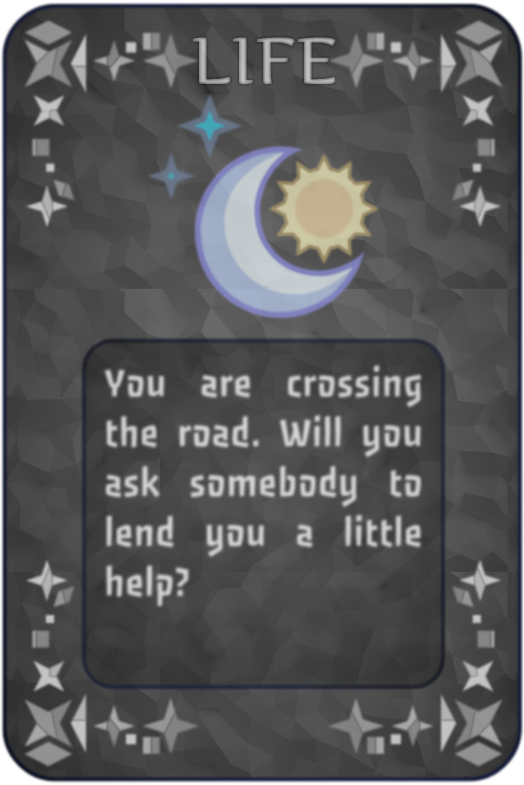 LIFE
You are crossing
the road. Will you
ask somebody to
lend you a little
help?